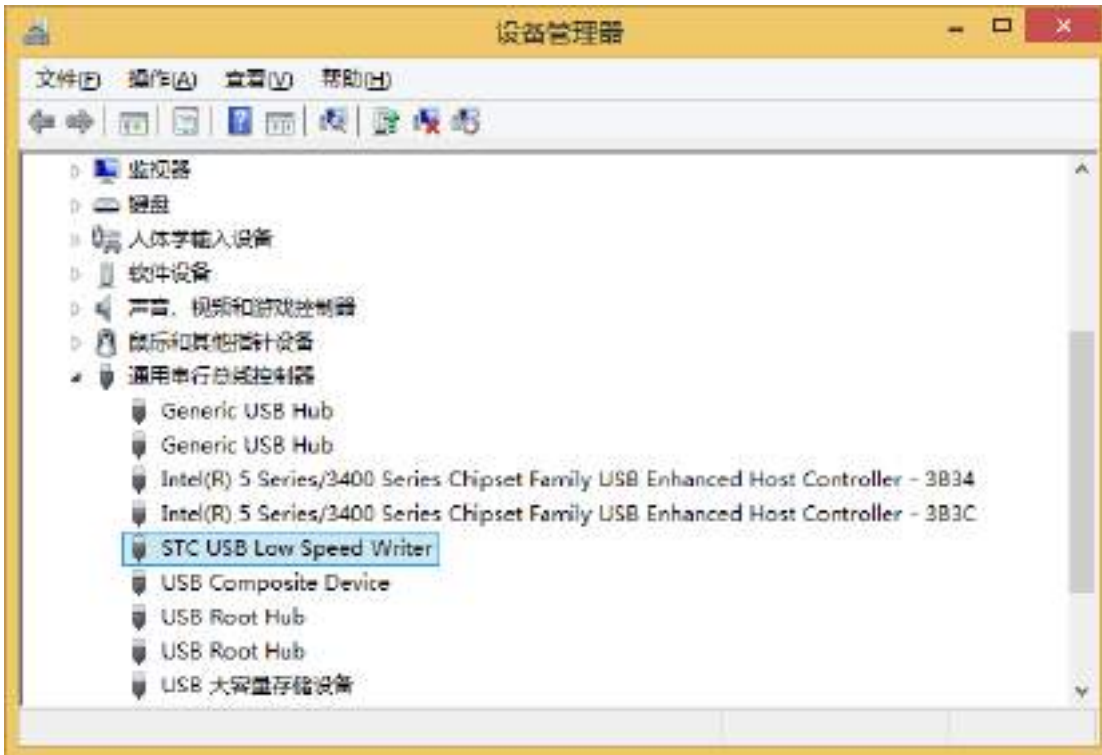 设备管理器
文件(F) 操作(A) 查看(V) 帮助(H)
监视器
键盘
人体学输入设备
软件设备
声音、视频和游戏控制器
鼠标和其他指针设备
通用串行总线控制器
Generic USB Hub
Generic USB Hub
Intel(R) 5 Series/3400 Series Chipset Family USB Enhanced Host Controller - 3B34
Intel(R) 5 Series/3400 Series Chipset Family USB Enhanced Host Controller - 3B3C
STC USB Low Speed Writer
USB Composite Device
USB Root Hub
USB Root Hub
USB 大容量存储设备